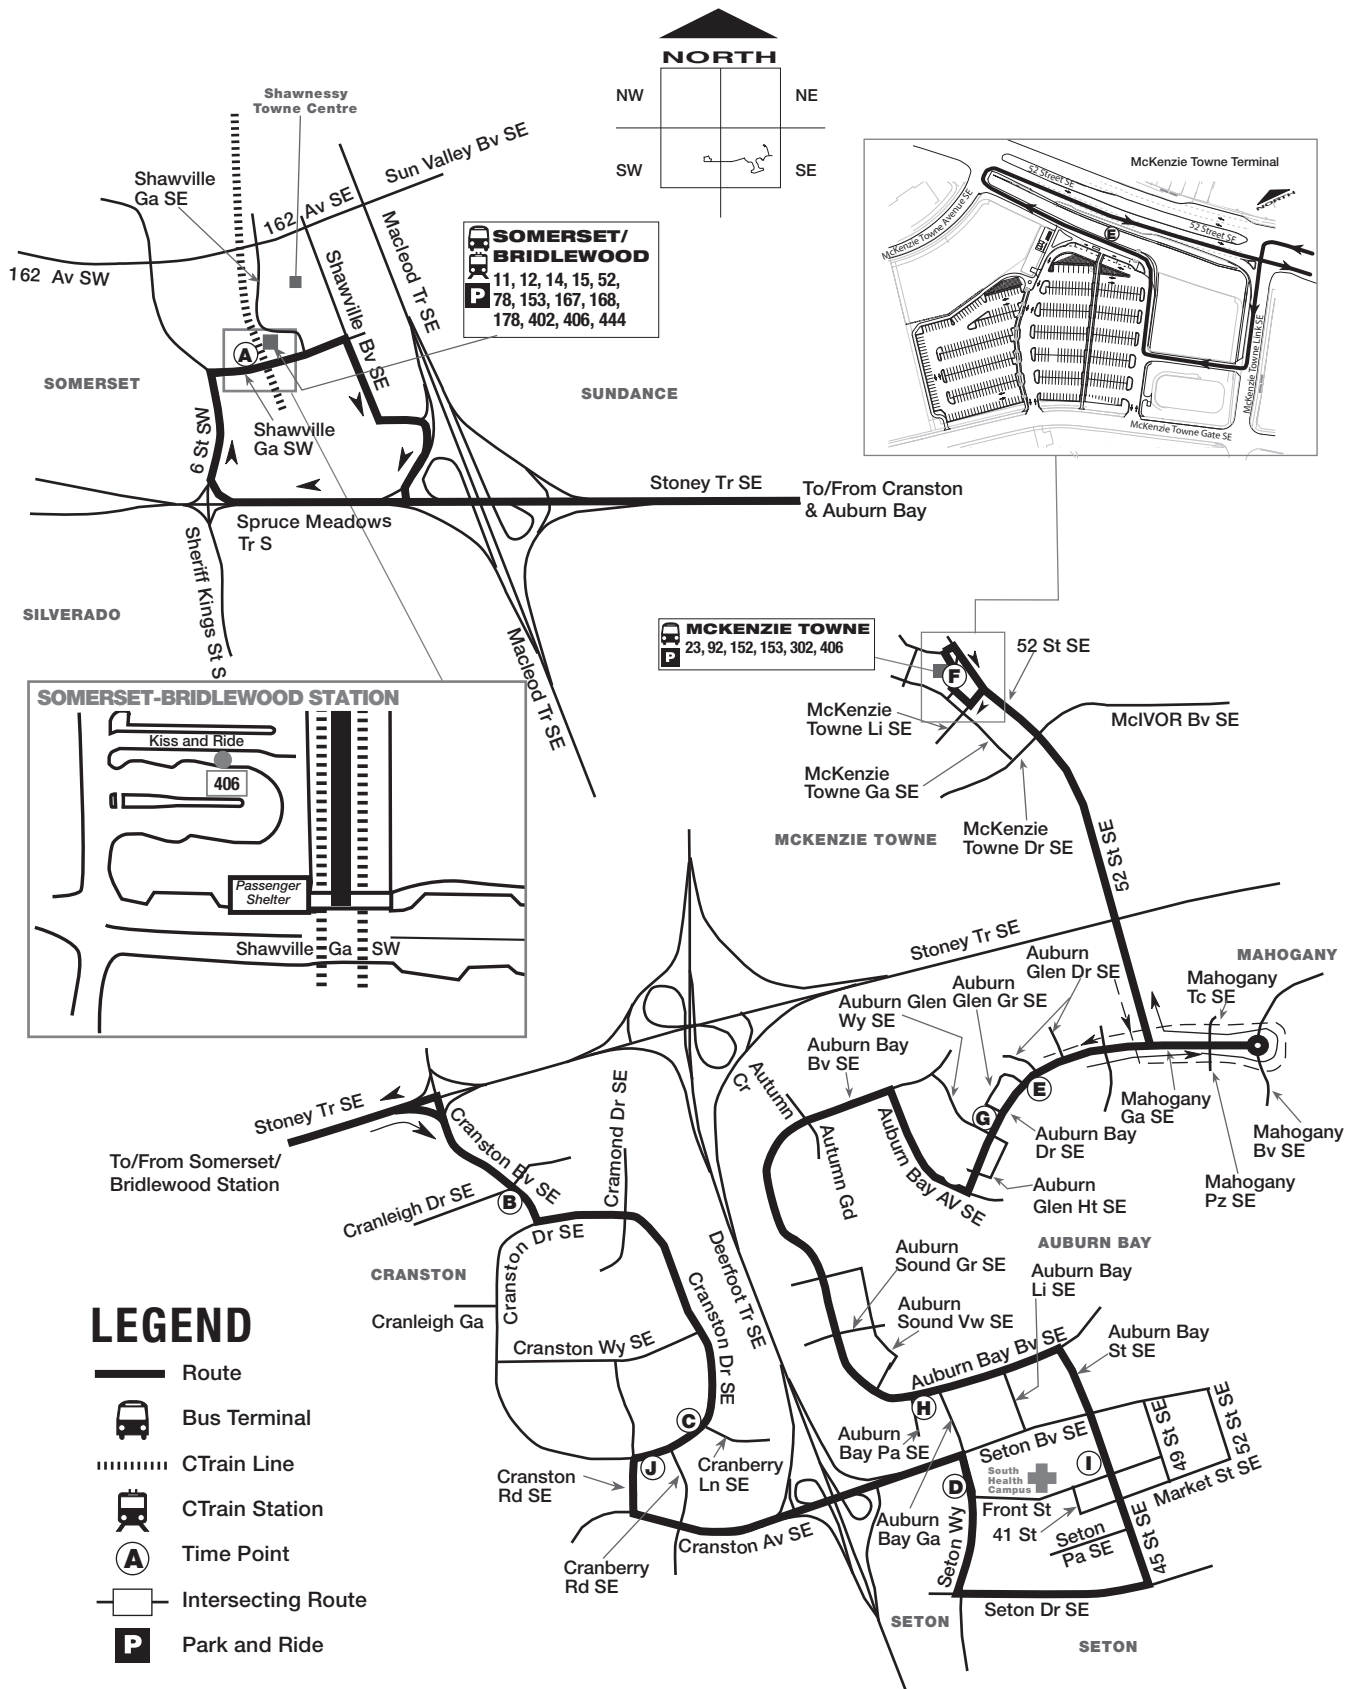 NORTH
NW
NE
SW
SE
Shawnessy
Towne Centre
Shawville
Ga SE
162 Av SE
Sun Valley Bv SE
162 Av SW
Macleod Tr SE
Shawville Bv SE
SOMERSET/
BRIDLEWOOD
11, 12, 14, 15, 52,
78, 153, 167, 168,
178, 402, 406, 444
P
A
SOMERSET
SUNDANCE
Shawville
Ga SW
6 St SW
Stoney Tr SE
To/From Cranston
& Auburn Bay
Spruce Meadows
Tr S
Sheriff Kings St S
SILVERADO
Macleod Tr SE
McKenzie Towne Terminal
52 Street SE
52 Street SE
NORTH
McKenzie Towne Avenue SE
E
McKenzie Towne Link SE
McKenzie Towne Gate SE
MCKENZIE TOWNE
23, 92, 152, 153, 302, 406
P
F
52 St SE
McKenzie
Towne Li SE
McIVOR Bv SE
McKenzie
Towne Ga SE
McKenzie
Towne Dr SE
MCKENZIE TOWNE
52 St SE
SOMERSET-BRIDLEWOOD STATION
Kiss and Ride
406
Passenger
Shelter
Shawville Ga SW
Stoney Tr SE
MAHOGANY
Auburn
Glen Dr SE
Mahogany
Tc SE
Auburn
Glen Gr SE
Auburn Glen
Wy SE
Auburn Bay
Bv SE
Autumn
Cr
Autumn Gd
E
G
Mahogany
Ga SE
Auburn Bay
Dr SE
Mahogany
Bv SE
Mahogany
Pz SE
Auburn
Glen Ht SE
Auburn Bay AV SE
AUBURN BAY
Stoney Tr SE
To/From Somerset/
Bridlewood Station
Cranston Bv SE
Cramond Dr SE
Cranleigh Dr SE
B
Cranston Dr SE
CRANSTON
Cranleigh Ga
Cranston Wy SE
Cranston Dr SE
Deerfoot Tr SE
Auburn
Sound Gr SE
Auburn Bay
Li SE
Auburn
Sound Vw SE
Auburn Bay
St SE
Auburn Bay Bv SE
H
Auburn
Bay Pa SE
Seton Bv SE
49 St SE
52 St SE
Market St SE
C
J
Cranberry
Ln SE
Cranston
Rd SE
Cranberry
Rd SE
Cranston Av SE
South
Health
Campus
I
D
Front St
41 St
Auburn
Bay Ga
Seton
Pa SE
Seton Wy
45 St SE
Seton Dr SE
SETON
SETON
LEGEND
Route
Bus Terminal
CTrain Line
CTrain Station
A Time Point
Intersecting Route
P Park and Ride